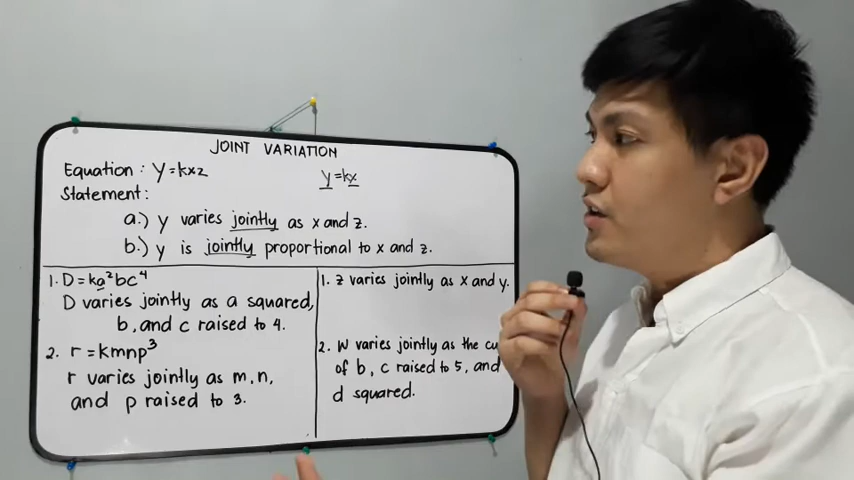 JOINT VARIATION
Equation : y=kxz
y=kx
Statement:
a.) y varies jointly as x and z.
b.) y is jointly proportional to x and z.
1. D = ka²bc⁴
D varies jointly as a squared,
b, and c raised to 4.
2. r = kmnp³
r varies jointly as m, n,
and p raised to 3.
1. z varies jointly as x and y.
2. w varies jointly as the cu
of b, c raised to 5, and
d squared.